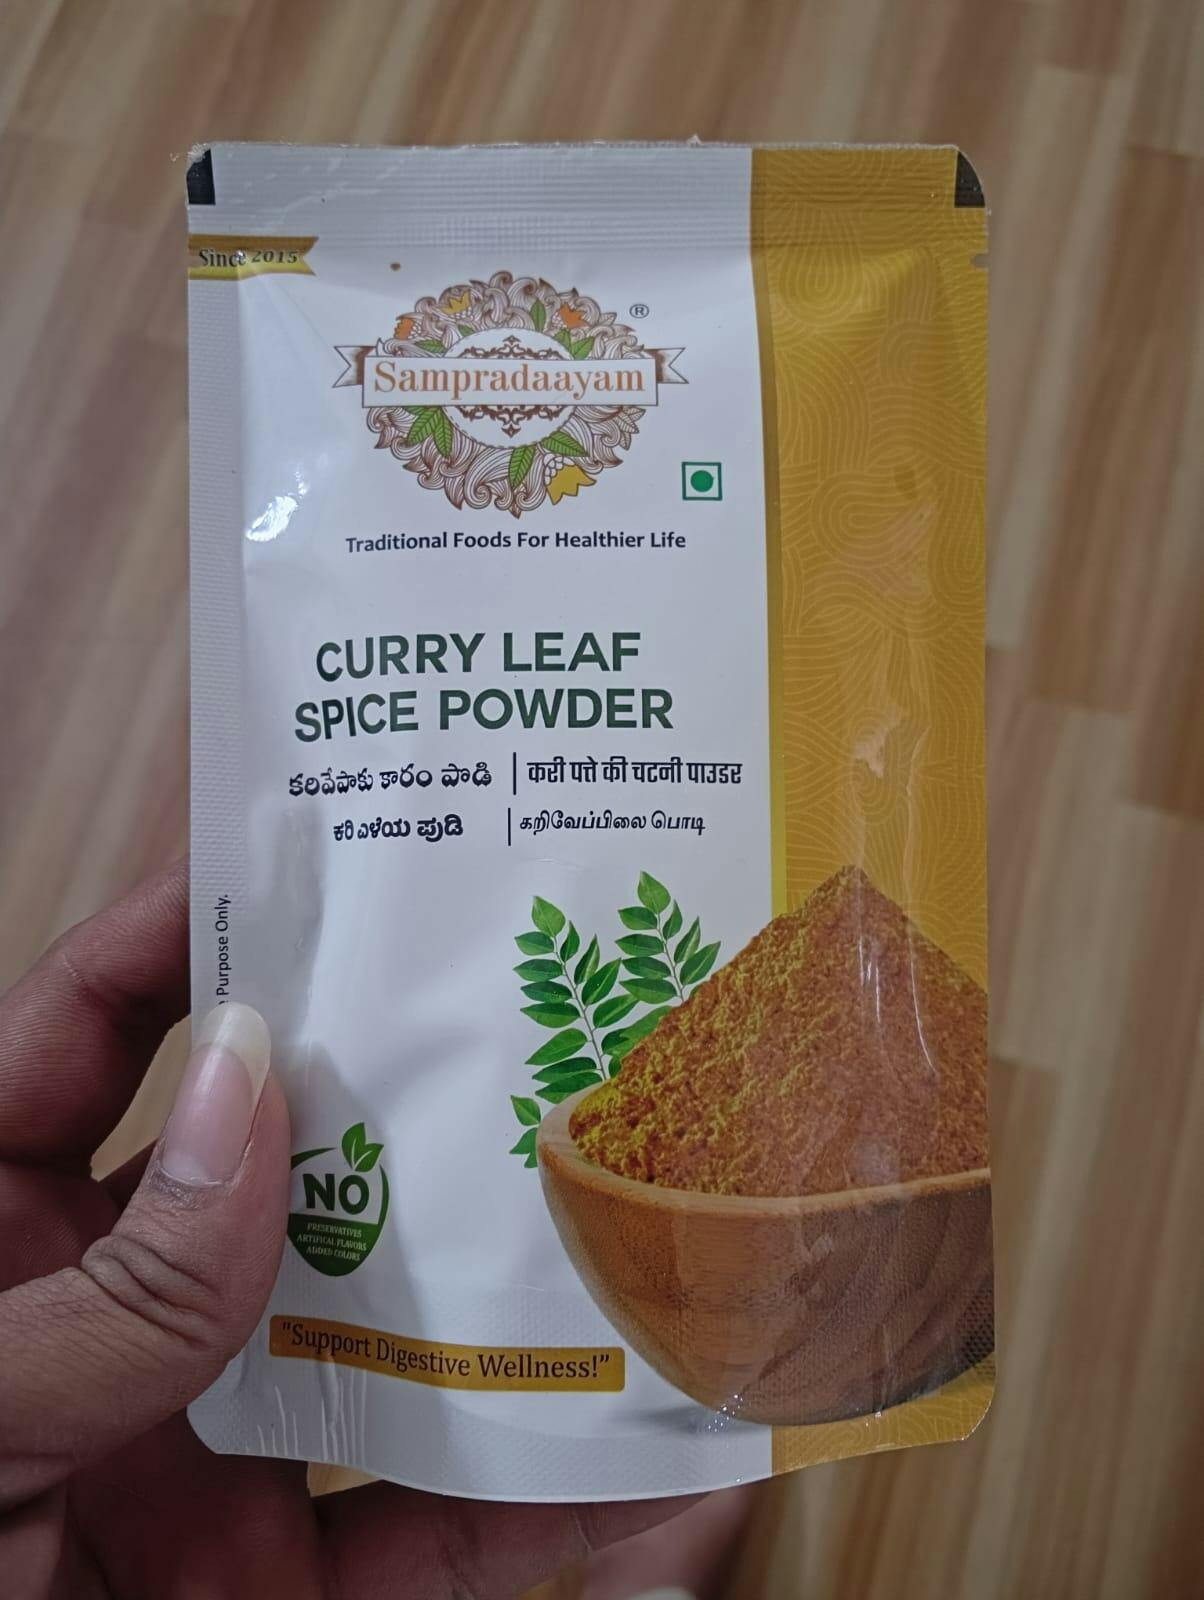 Since 2015
®
Sampradaayam
Traditional Foods For Healthier Life
CURRY LEAF
SPICE POWDER
కరివేపాకు కారం పొడి | करी पत्ते की चटनी पाउडर
ಕರಿ ಎಳೆಯ ಪುಡಿ | கறிவேப்பிலை பொடி
Purpose Only.
NO
PRESERVATIVES
ARTIFICAL FLAVORS
ADDED COLORS
"Support Digestive Wellness!"